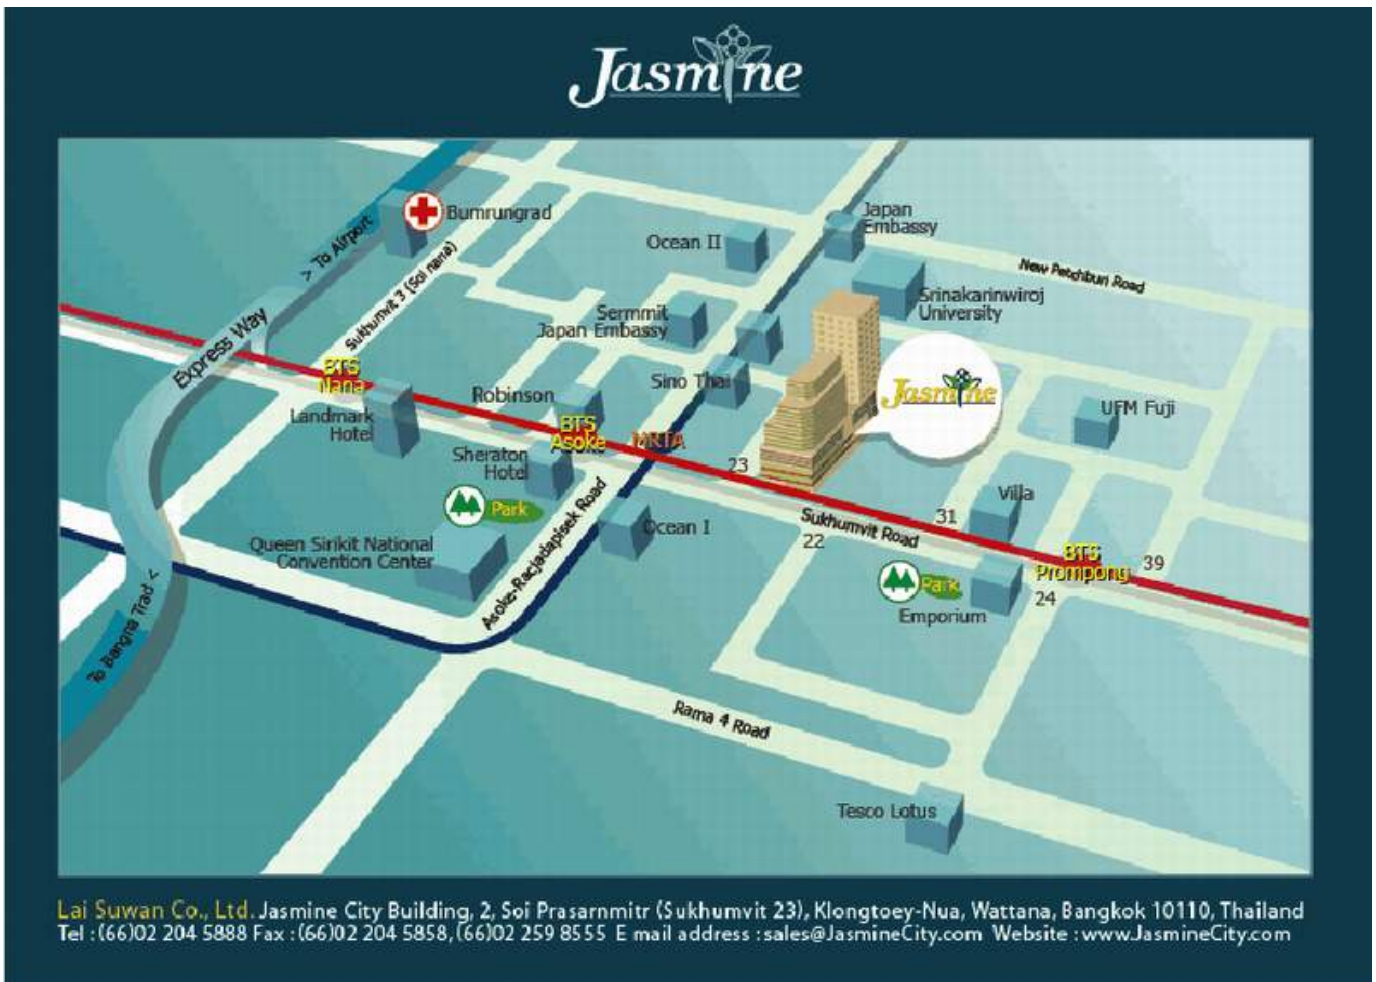 Jasmine
Bumrungrad
> To Airport
Sukhumvit 3 (Soi nana)
Express Way
Japan
Embassy
Ocean II
New Petchburi Road
Srinakarinwiroj
University
Sermmit
Japan Embassy
BTS
Nana
Sino Thai
Jasmine
Robinson
UFM Fuji
Landmark
Hotel
BTS
Asoke
MRTA
Sheraton
Hotel
23
Villa
Park
Asoke-Racjadapisek Road
Ocean I
31
Sukhumvit Road
22
Queen Sirikit National
Convention Center
BTS
Prompong
39
Park
24
Emporium
To Bangna Trad <
Rama 4 Road
Tesco Lotus
Lai Suwan Co., Ltd. Jasmine City Building, 2, Soi Prasarnmitr (Sukhumvit 23), Klongtoey-Nua, Wattana, Bangkok 10110, Thailand
Tel : (66)02 204 5888 Fax : (66)02 204 5858, (66)02 259 8555 E mail address : sales@JasmineCity.com Website : www.JasmineCity.com